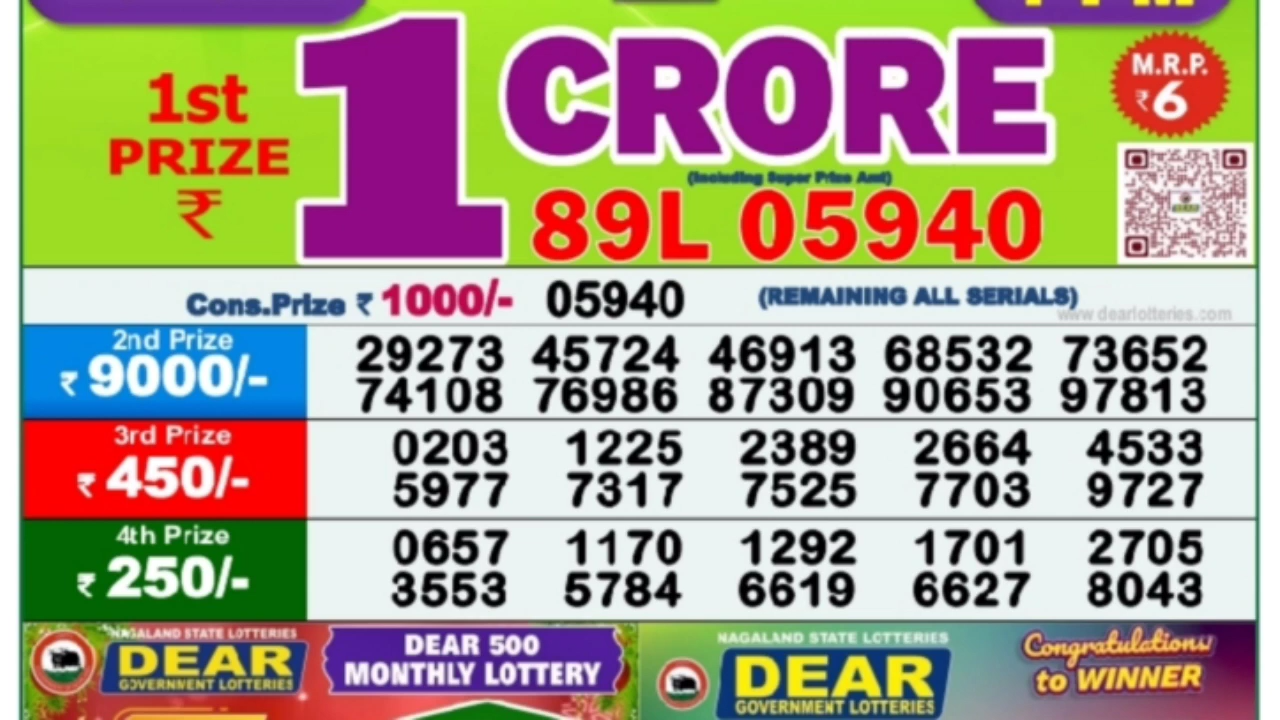 1 CRORE
1st
PRIZE
₹
M.R.P.
₹6
(Including Super Prize Amt)
89L 05940
Cons.Prize ₹ 1000/- 05940 (REMAINING ALL SERIALS)
www.dearlotteries.com
2nd Prize
₹ 9000/-
29273 45724 46913 68532 73652
74108 76986 87309 90653 97813
3rd Prize
₹ 450/-
0203 1225 2389 2664 4533
5977 7317 7525 7703 9727
4th Prize
₹ 250/-
0657 1170 1292 1701 2705
3553 5784 6619 6627 8043
NAGALAND STATE LOTTERIES
DEAR
GOVERNMENT LOTTERIES
DEAR 500
MONTHLY LOTTERY
NAGALAND STATE LOTTERIES
DEAR
GOVERNMENT LOTTERIES
Congratulations
to WINNER